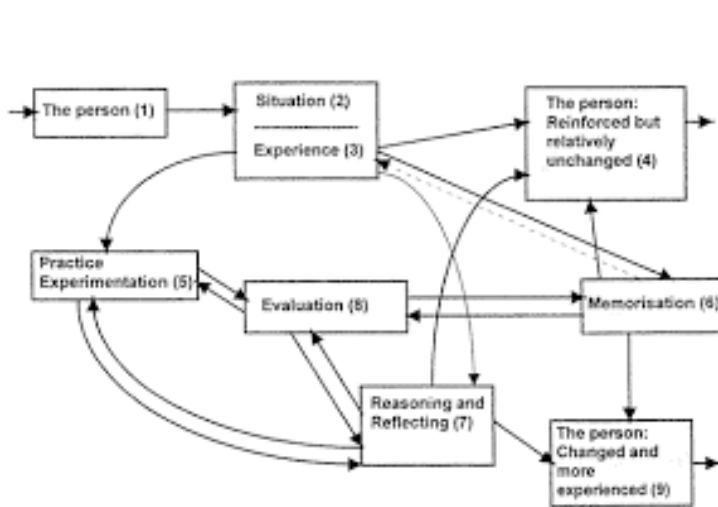 The person (1)
Situation (2)
Experience (3)
The person:
Reinforced but
relatively
unchanged (4)
Practice
Experimentation (5)
Evaluation (8)
Memorisation (6)
Reasoning and
Reflecting (7)
The person:
Changed and
more
experienced (9)